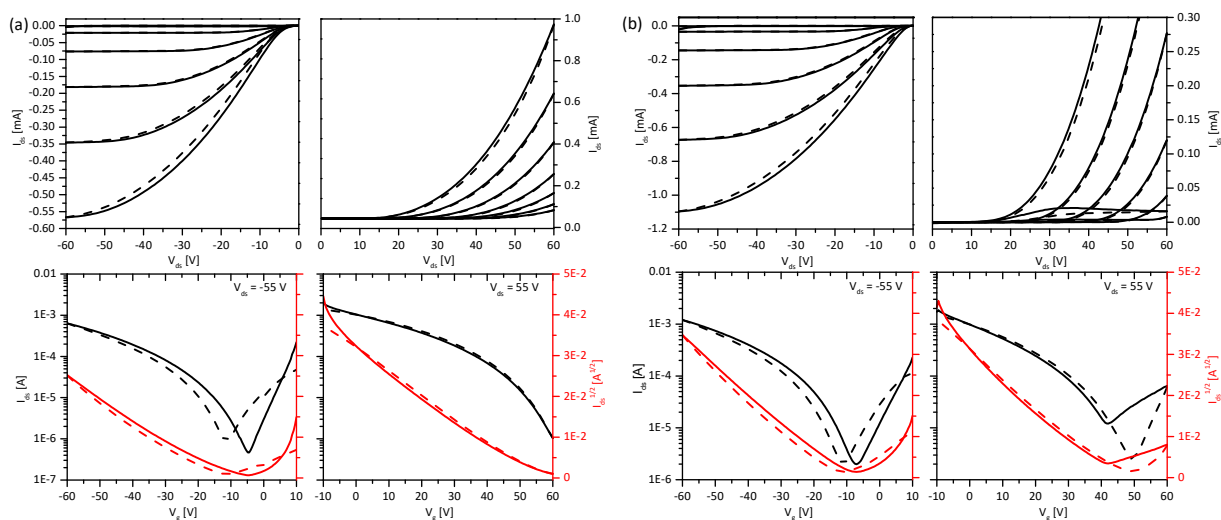 (a)
0.00
-0.05
-0.10
-0.15
-0.20
-0.25
-0.30
-0.35
-0.40
-0.45
-0.50
-0.55
-0.60
I_ds [mA]
-60 -50 -40 -30 -20 -10 0
V_ds [V]
1.0
0.8
0.6
0.4
0.2
0.0
I_ds [mA]
0 10 20 30 40 50 60
V_ds [V]
0.01
1E-3
1E-4
1E-5
1E-6
1E-7
I_ds [A]
V_ds = -55 V
-60 -50 -40 -30 -20 -10 0 10
V_g [V]
V_ds = 55 V
5E-2
4E-2
3E-2
2E-2
1E-2
0
I_ds^1/2 [A^1/2]
-10 0 10 20 30 40 50 60
V_g [V]
(b)
0.0
-0.2
-0.4
-0.6
-0.8
-1.0
-1.2
I_ds [mA]
-60 -50 -40 -30 -20 -10 0
V_ds [V]
0.30
0.25
0.20
0.15
0.10
0.05
0.00
I_ds [mA]
0 10 20 30 40 50 60
V_ds [V]
0.01
1E-3
1E-4
1E-5
1E-6
I_ds [A]
V_ds = -55 V
-60 -50 -40 -30 -20 -10 0 10
V_g [V]
V_ds = 55 V
5E-2
4E-2
3E-2
2E-2
1E-2
0
I_ds^1/2 [A^1/2]
-10 0 10 20 30 40 50 60
V_g [V]